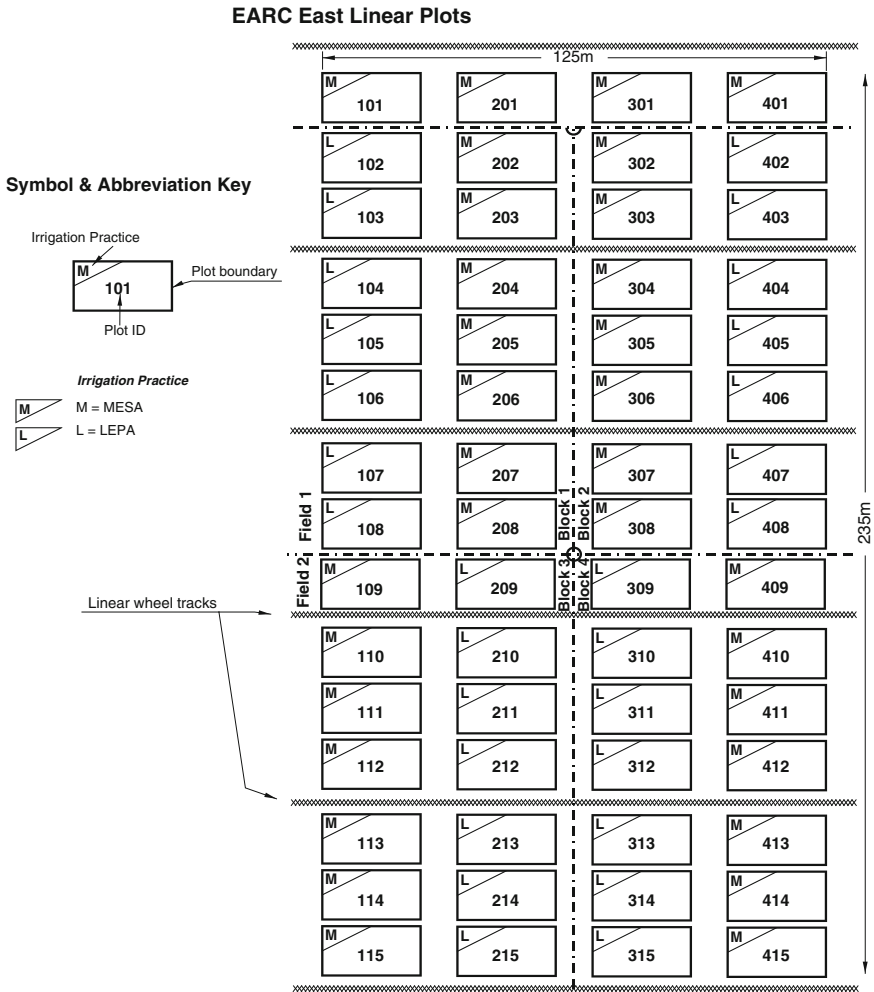 EARC East Linear Plots
125m
M M M M
101 201 301 401
L M M L
102 202 302 402
Symbol & Abbreviation Key
L M M L
103 203 303 403
Irrigation Practice
M
101
Plot boundary
Plot ID
L M M L
104 204 304 404
L M M L
105 205 305 405
L M M L
106 206 306 406
Irrigation Practice
M M = MESA
L L = LEPA
L M M L
107 207 307 407
L M M L
108 208 308 408
Field 1
Block 1
Block 2
235m
Field 2
Block 3
Block 4
M L L M
109 209 309 409
Linear wheel tracks
M L L M
110 210 310 410
M L L M
111 211 311 411
M L L M
112 212 312 412
M L L M
113 213 313 413
M L L M
114 214 314 414
M L L M
115 215 315 415